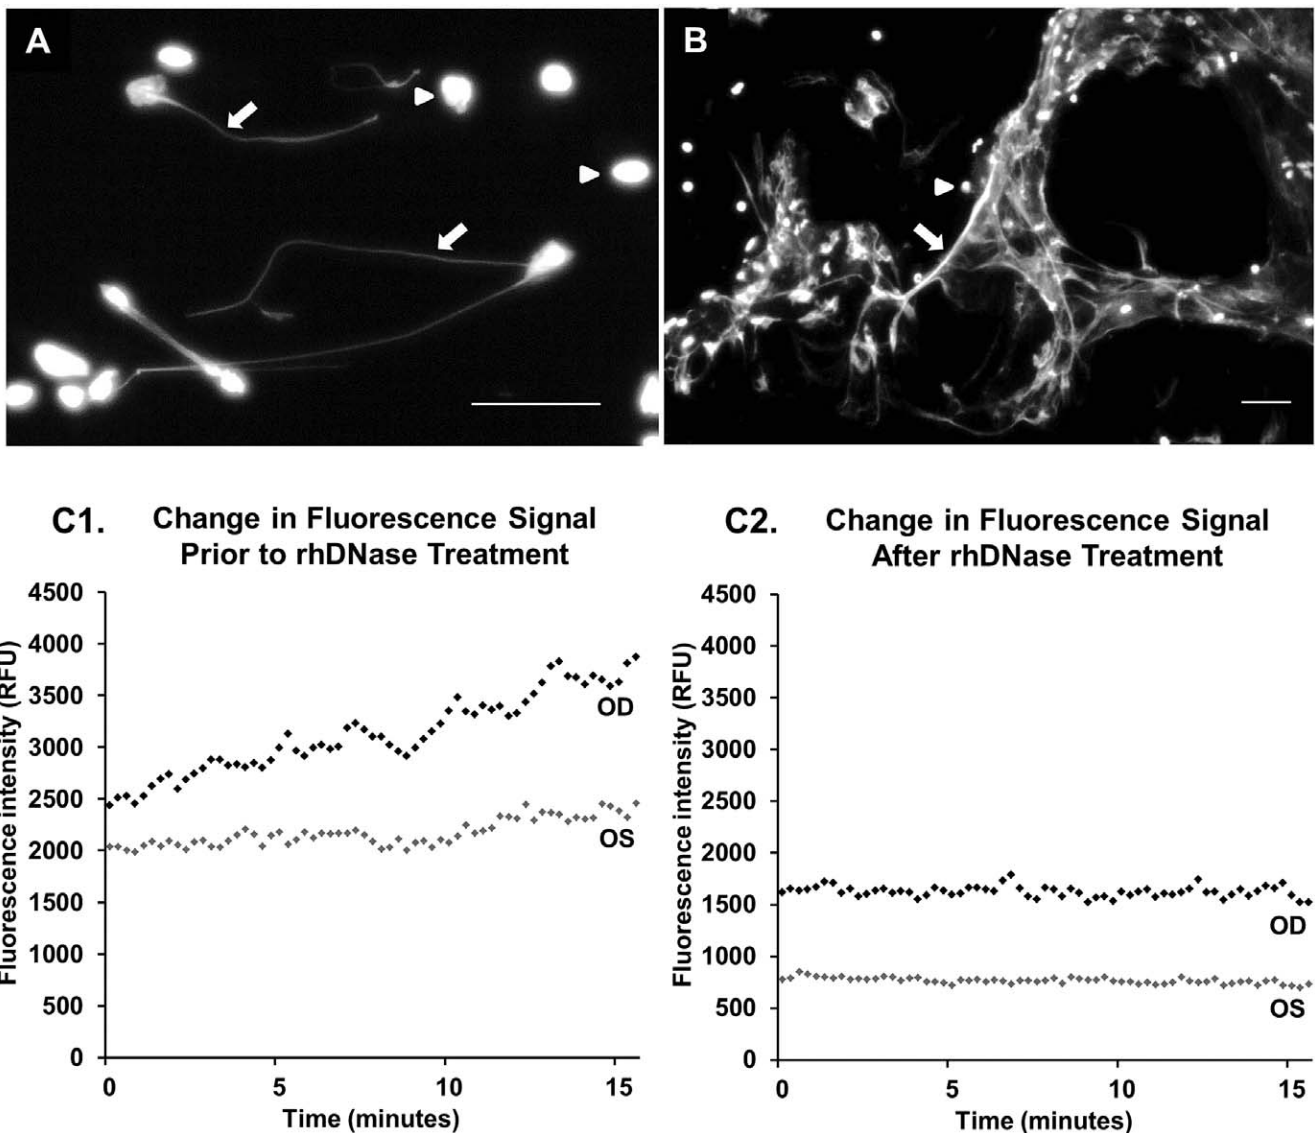 A
B
C1. Change in Fluorescence Signal
Prior to rhDNase Treatment
4500
4000
3500
3000
2500
2000
1500
1000
500
0
Fluorescence intensity (RFU)
OD
OS
0 5 10 15
Time (minutes)
C2. Change in Fluorescence Signal
After rhDNase Treatment
4500
4000
3500
3000
2500
2000
1500
1000
500
0
Fluorescence intensity (RFU)
OD
OS
0 5 10 15
Time (minutes)